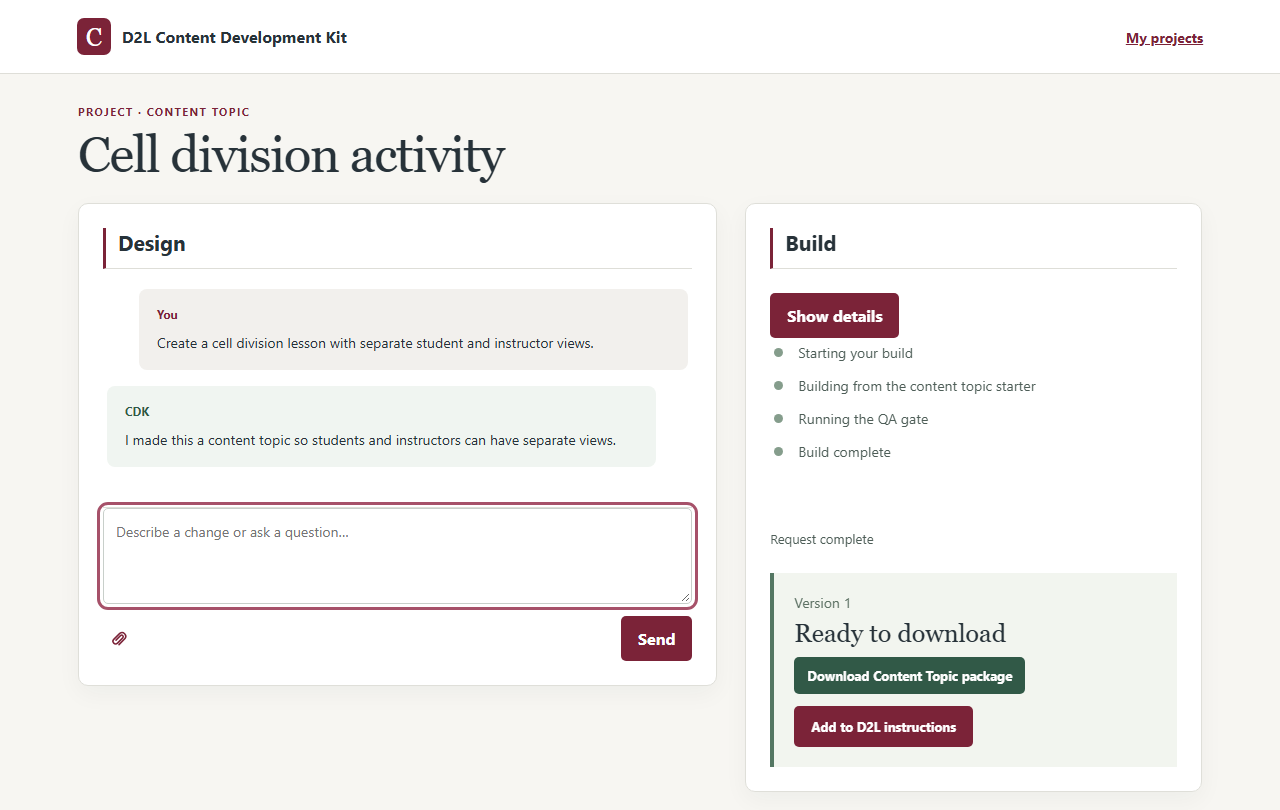 C
D2L Content Development Kit
My projects
PROJECT · CONTENT TOPIC
Cell division activity
Design
You
Create a cell division lesson with separate student and instructor views.
CDK
I made this a content topic so students and instructors can have separate views.
Describe a change or ask a question...
Send
Build
Show details
Starting your build
Building from the content topic starter
Running the QA gate
Build complete
Request complete
Version 1
Ready to download
Download Content Topic package
Add to D2L instructions